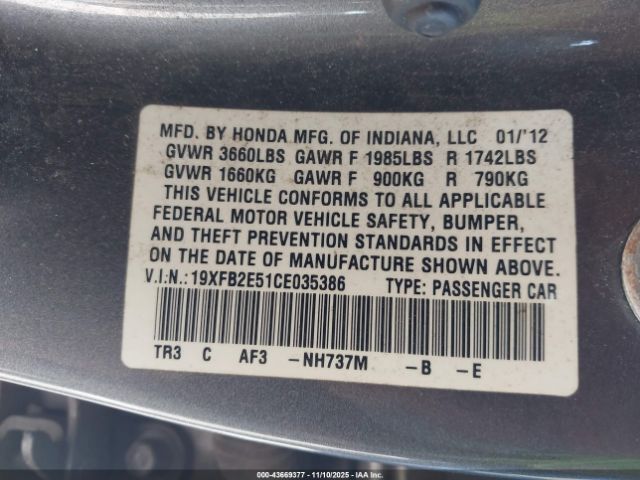 MFD. BY HONDA MFG. OF INDIANA, LLC 01/'12
GVWR 3660LBS GAWR F 1985LBS R 1742LBS
GVWR 1660KG GAWR F 900KG R 790KG
THIS VEHICLE CONFORMS TO ALL APPLICABLE
FEDERAL MOTOR VEHICLE SAFETY, BUMPER,
AND THEFT PREVENTION STANDARDS IN EFFECT
ON THE DATE OF MANUFACTURE SHOWN ABOVE.
V.I.N.: 19XFB2E51CE035386 TYPE: PASSENGER CAR
TR3 C AF3 -NH737M -B -E
000-43669377 - 11/10/2025 - IAAI Partners